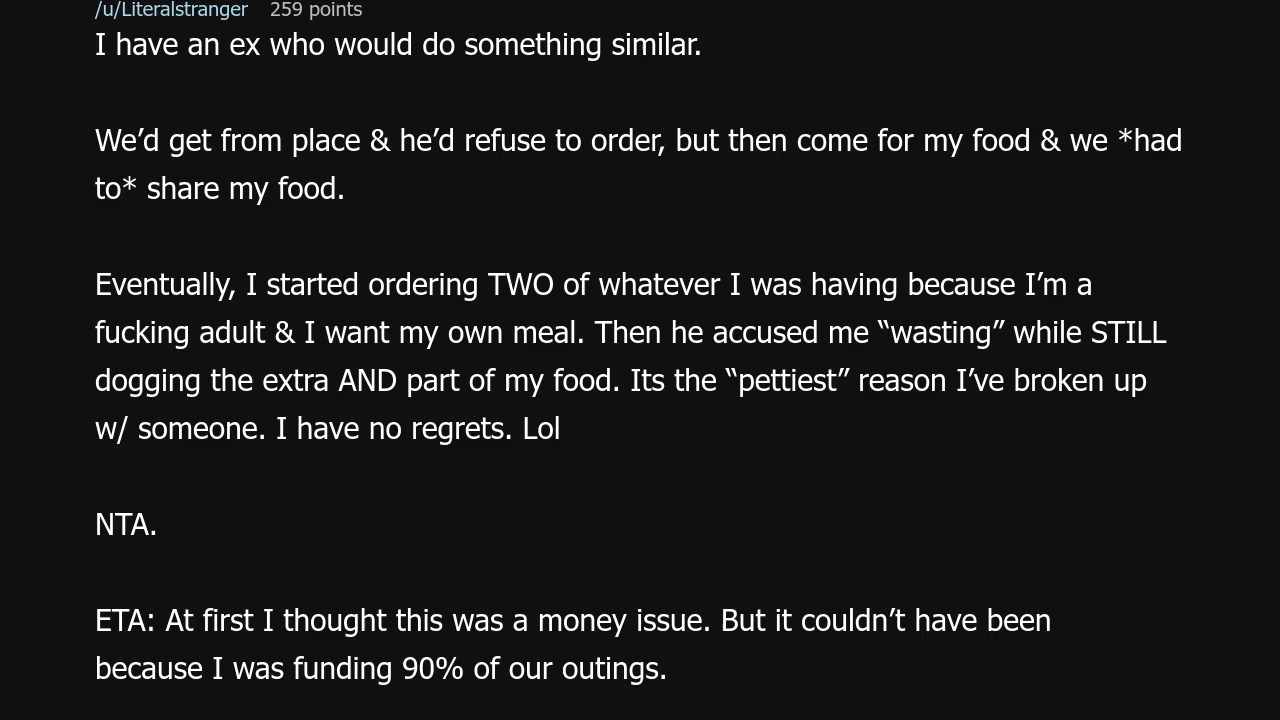 /u/Literalstranger 259 points
I have an ex who would do something similar.
We’d get from place & he’d refuse to order, but then come for my food & we *had
to* share my food.
Eventually, I started ordering TWO of whatever I was having because I’m a
fucking adult & I want my own meal. Then he accused me “wasting” while STILL
dogging the extra AND part of my food. Its the “pettiest” reason I’ve broken up
w/ someone. I have no regrets. Lol
NTA.
ETA: At first I thought this was a money issue. But it couldn’t have been
because I was funding 90% of our outings.